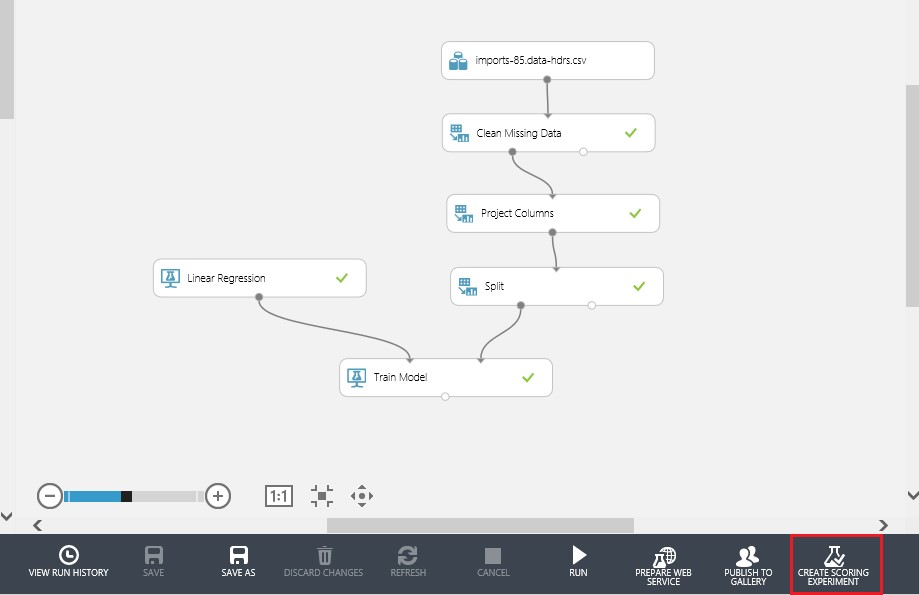 imports-85.data-hdrs.csv
Clean Missing Data
Project Columns
Linear Regression
Split
Train Model
1:1
VIEW RUN HISTORY
SAVE
SAVE AS
DISCARD CHANGES
REFRESH
CANCEL
RUN
PREPARE WEB
SERVICE
PUBLISH TO
GALLERY
CREATE SCORING
EXPERIMENT